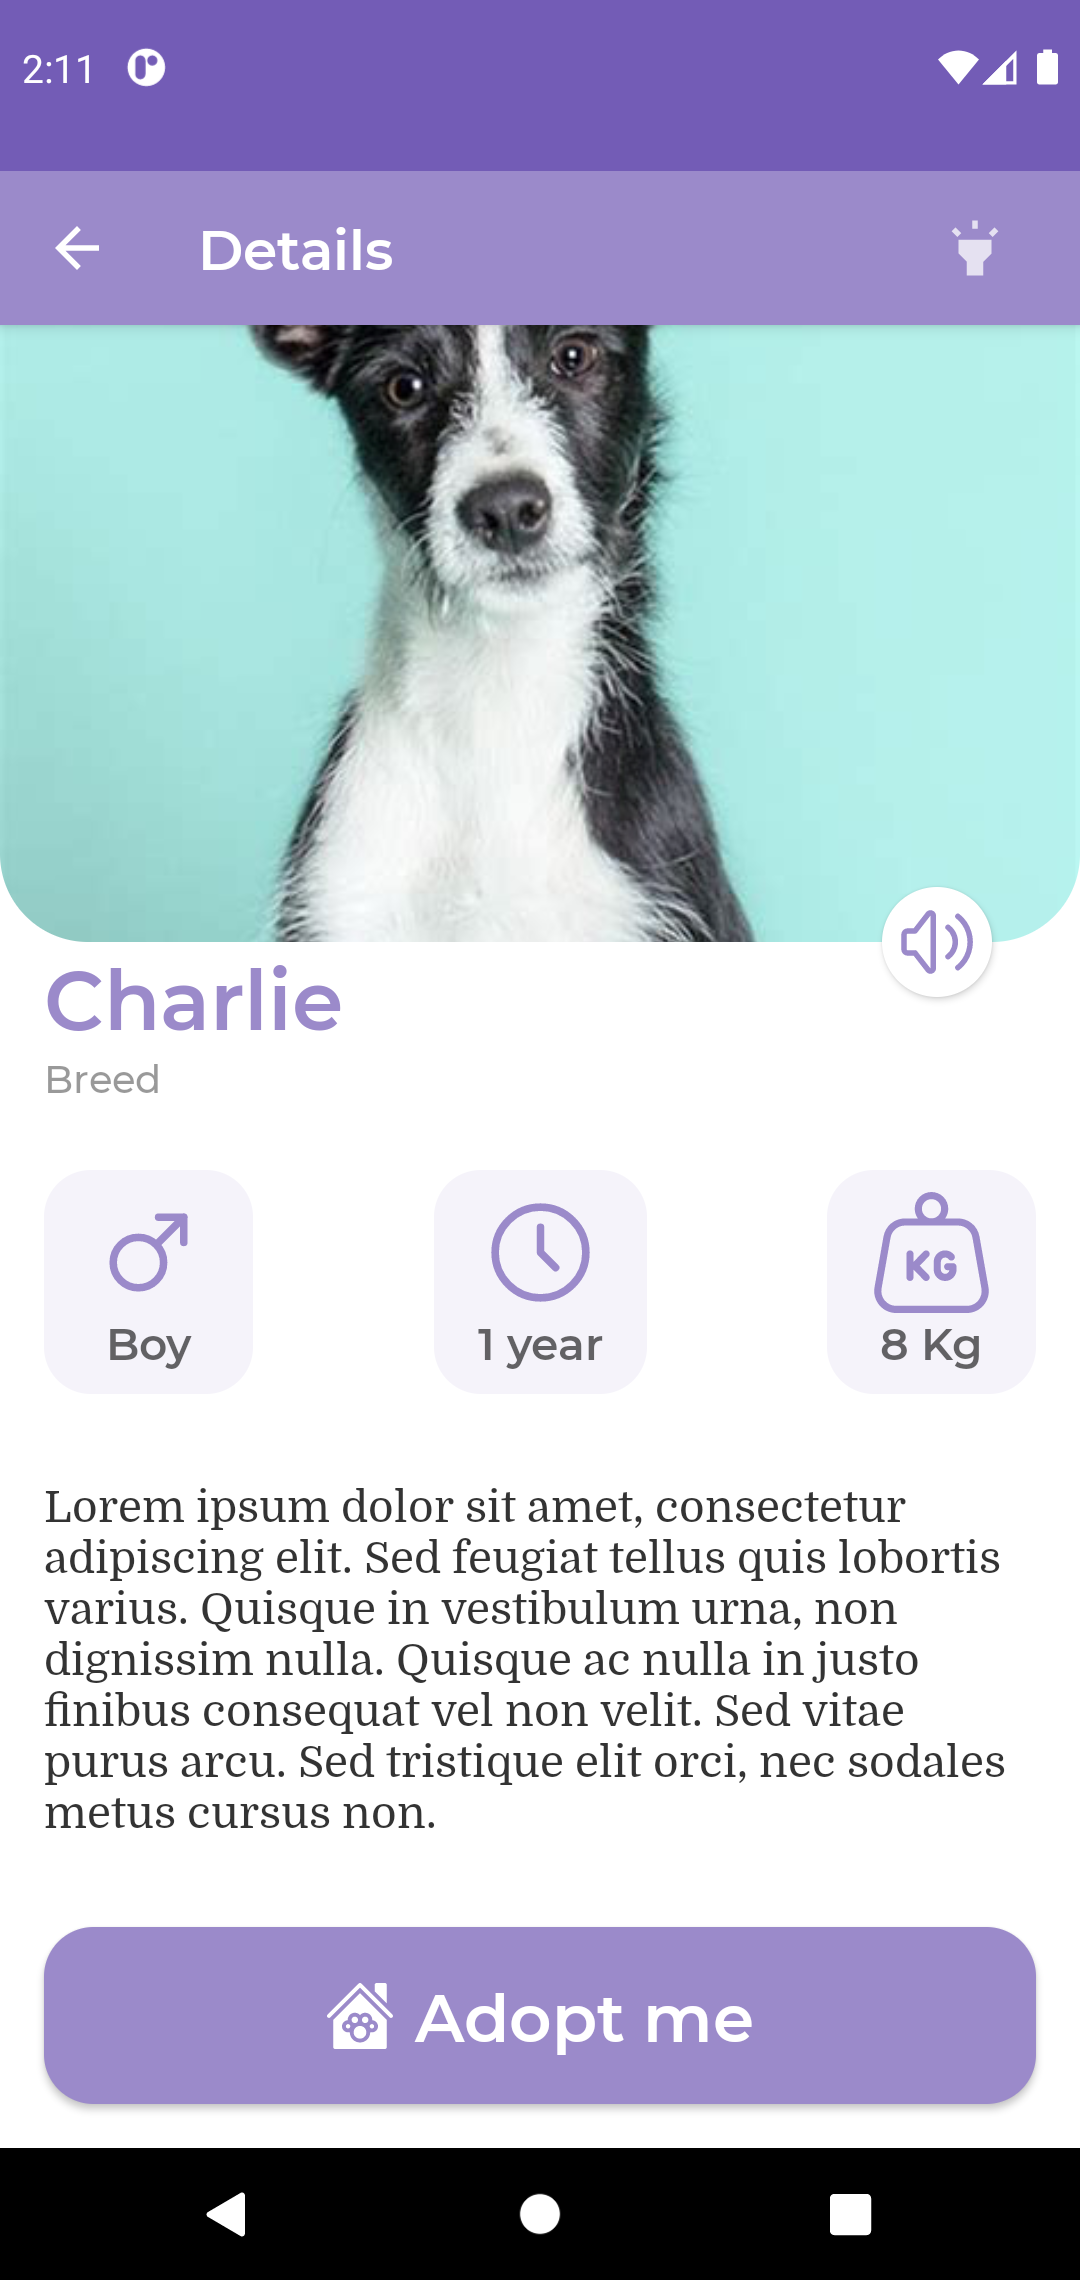 2:11
Details
Charlie
Breed
Boy
1 year
KG
8 Kg
Lorem ipsum dolor sit amet, consectetur
adipiscing elit. Sed feugiat tellus quis lobortis
varius. Quisque in vestibulum urna, non
dignissim nulla. Quisque ac nulla in justo
finibus consequat vel non velit. Sed vitae
purus arcu. Sed tristique elit orci, nec sodales
metus cursus non.
Adopt me